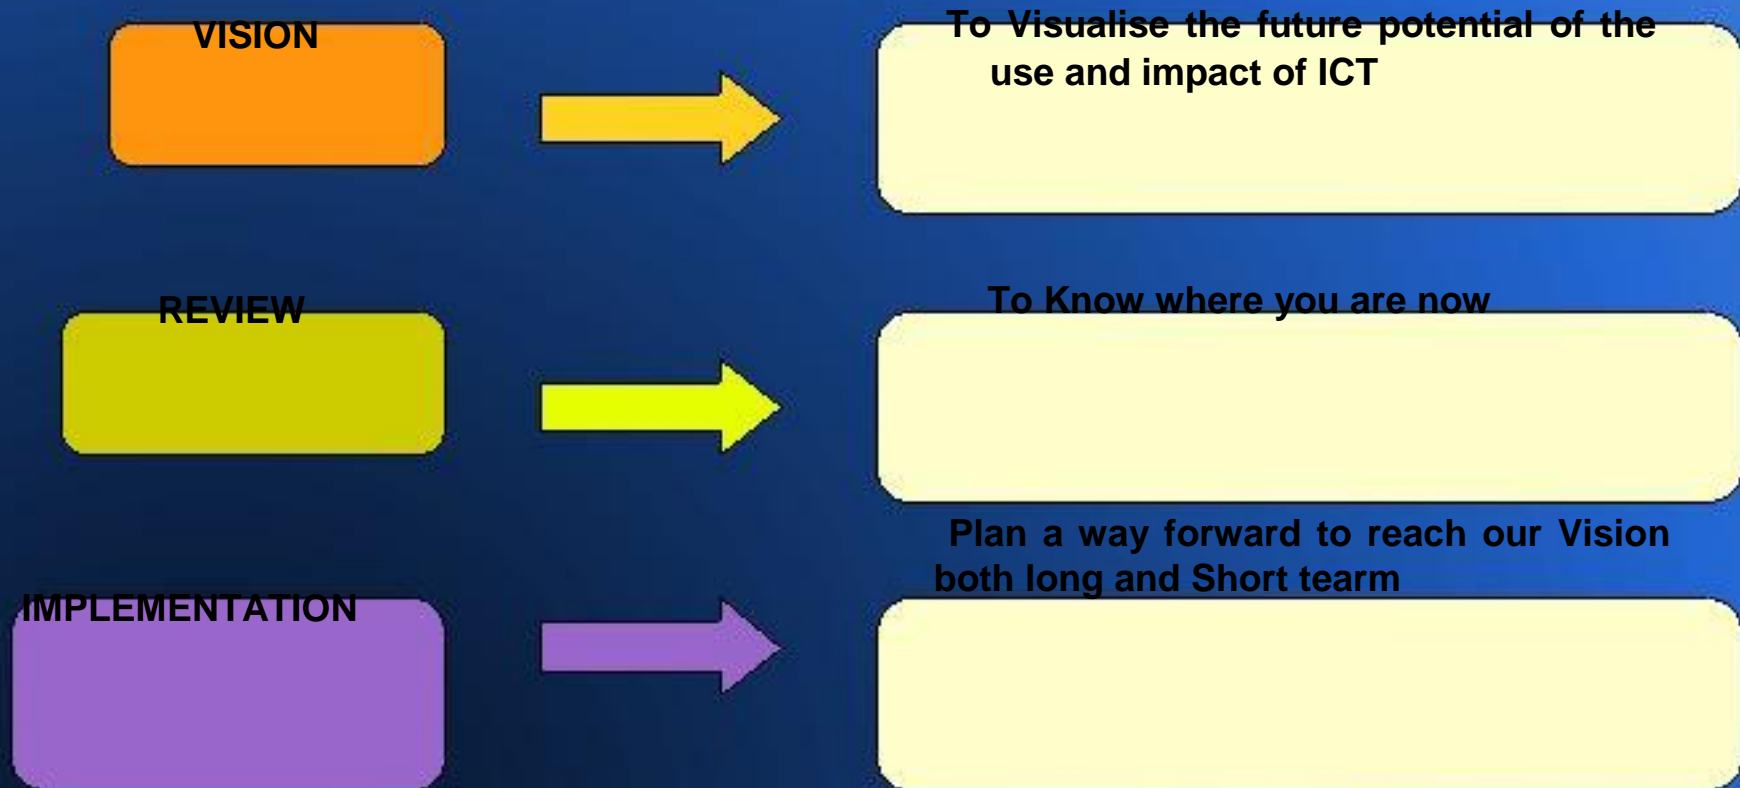 VISION
To Visualise the future potential of the
use and impact of ICT
REVIEW
To Know where you are now
IMPLEMENTATION
Plan a way forward to reach our Vision
both long and Short tearm